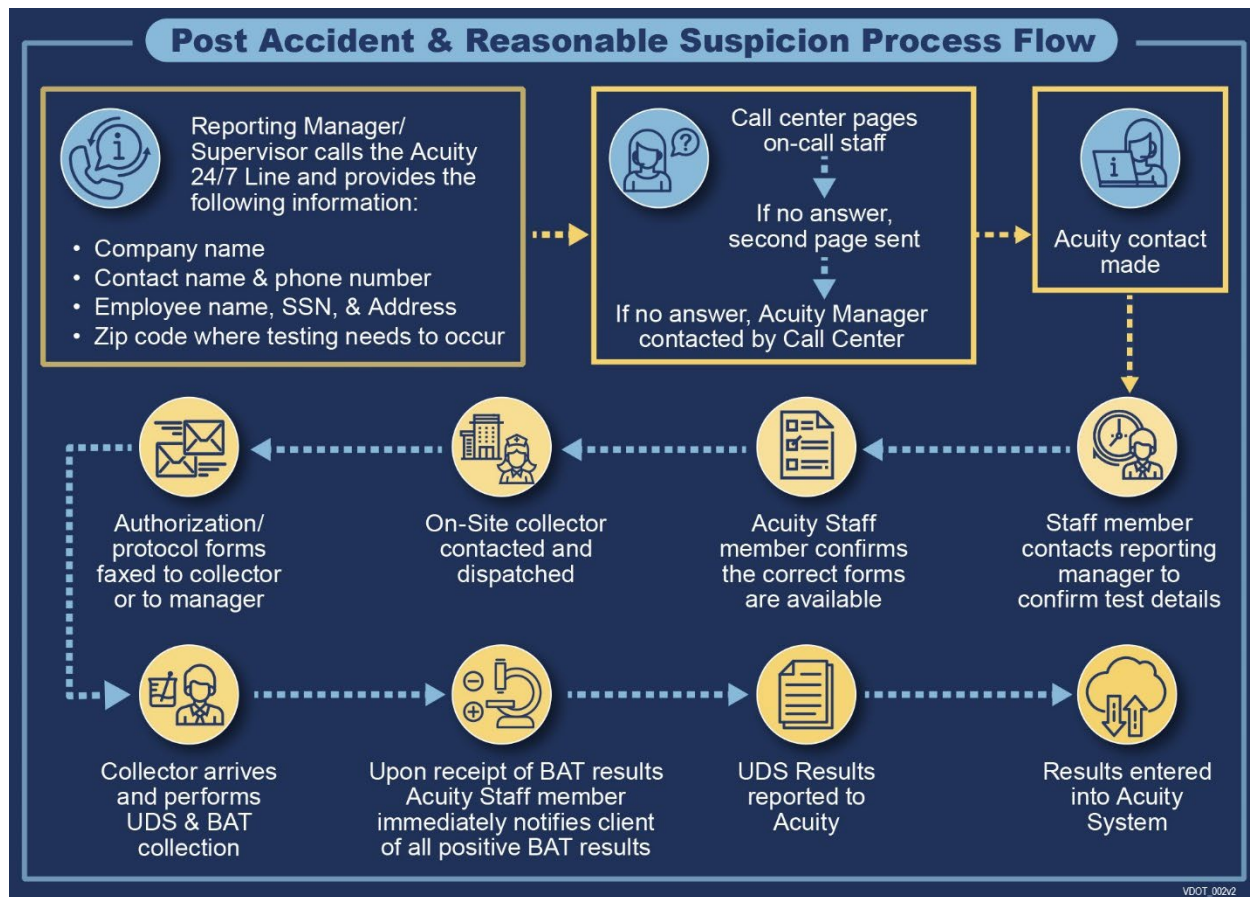 Post Accident & Reasonable Suspicion Process Flow
Reporting Manager/
Supervisor calls the Acuity
24/7 Line and provides the
following information:
• Company name
• Contact name & phone number
• Employee name, SSN, & Address
• Zip code where testing needs to occur
Call center pages
on-call staff
If no answer,
second page sent
If no answer, Acuity Manager
contacted by Call Center
Acuity contact
made
Staff member
contacts reporting
manager to
confirm test details
Acuity Staff
member confirms
the correct forms
are available
On-Site collector
contacted and
dispatched
Authorization/
protocol forms
faxed to collector
or to manager
Collector arrives
and performs
UDS & BAT
collection
Upon receipt of BAT results
Acuity Staff member
immediately notifies client
of all positive BAT results
UDS Results
reported to
Acuity
Results entered
into Acuity
System
VDOT_002v2